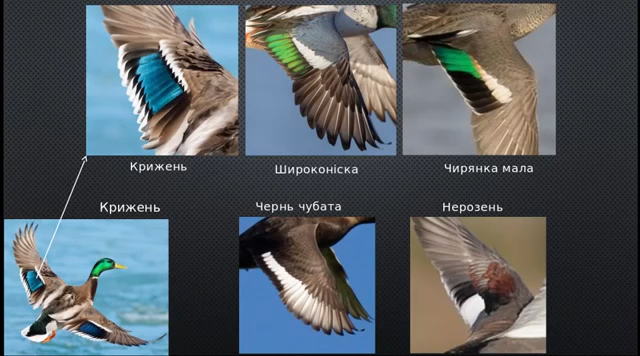 Крижень
Широконіска
Чирянка мала
Крижень
Чернь чубата
Нерозень